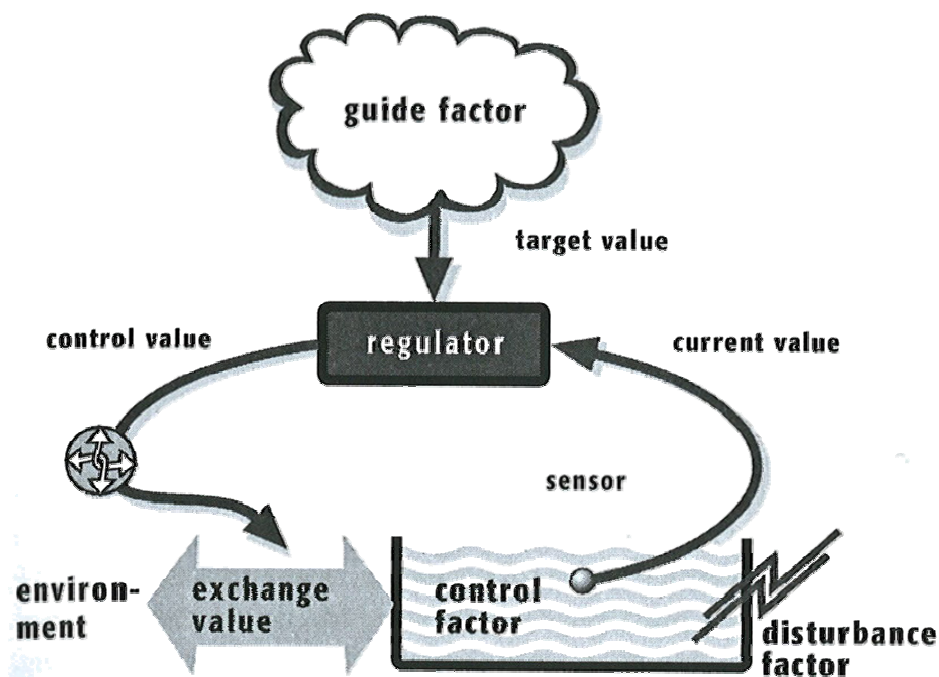 guide factor
target value
control value
regulator
current value
sensor
environ-
ment
exchange
value
control
factor
disturbance
factor